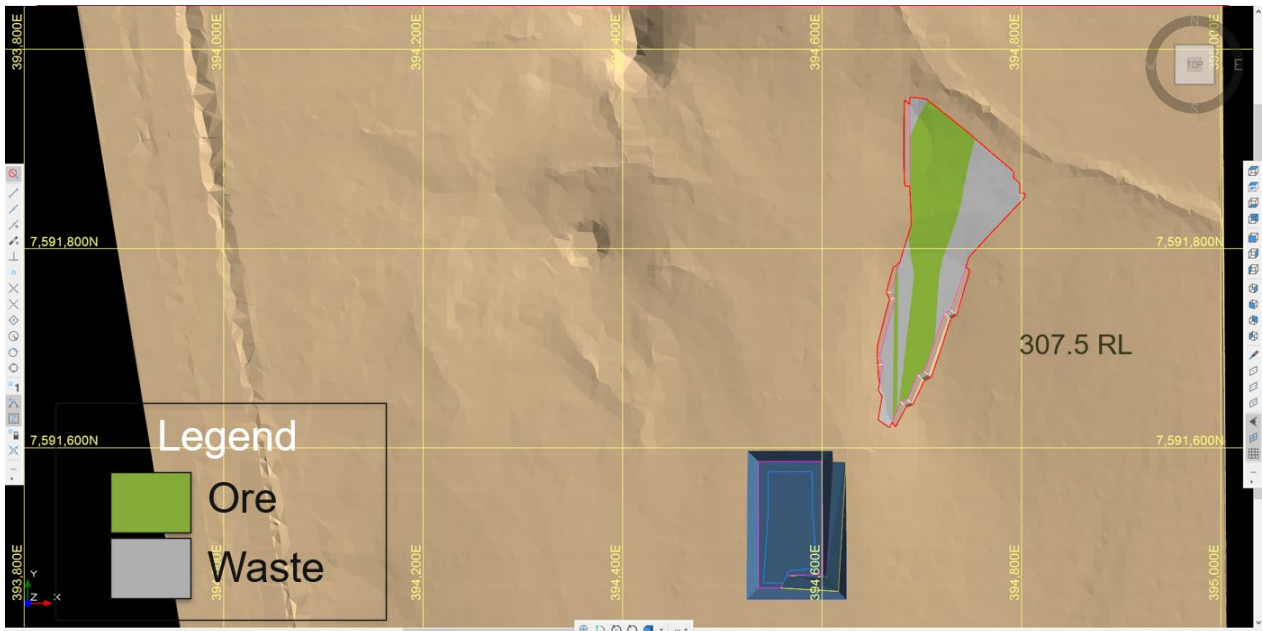 393,800E
394,000E
394,200E
394,400E
394,600E
394,800E
395,000E
N
W
TOP
E
S
7,591,800N
7,591,800N
307.5 RL
7,591,600N
7,591,600N
Legend
Ore
Waste
393,800E
394,000E
394,200E
394,400E
394,600E
394,800E
395,000E
Y
Z
X
1